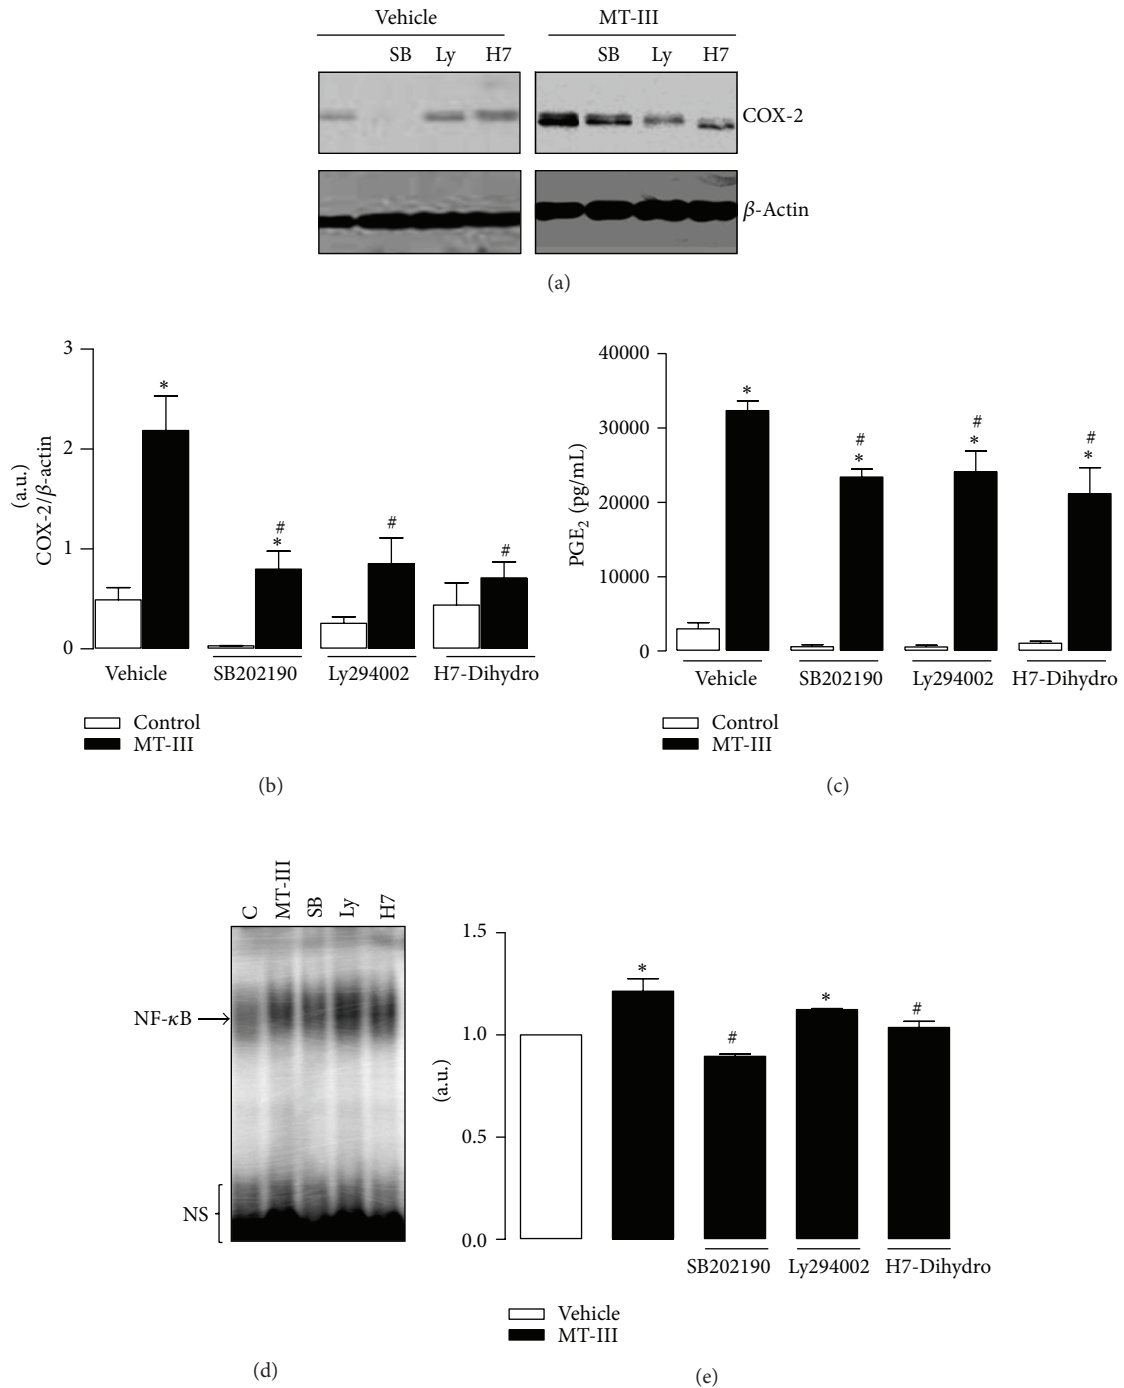 Vehicle MT-III
SB Ly H7 SB Ly H7
COX-2
β-Actin
(a)
3
2
1
0
(a.u.)
COX-2/β-actin
*
#
*
#
#
Vehicle SB202190 Ly294002 H7-Dihydro
Control
MT-III
(b)
40000
30000
20000
10000
0
PGE₂ (pg/mL)
*
#
*
#
*
#
*
Vehicle SB202190 Ly294002 H7-Dihydro
Control
MT-III
(c)
C MT-III SB Ly H7
NF-κB
NS
(d)
1.5
1.0
0.5
0.0
(a.u.)
*
#
*
#
SB202190 Ly294002 H7-Dihydro
Vehicle
MT-III
(e)